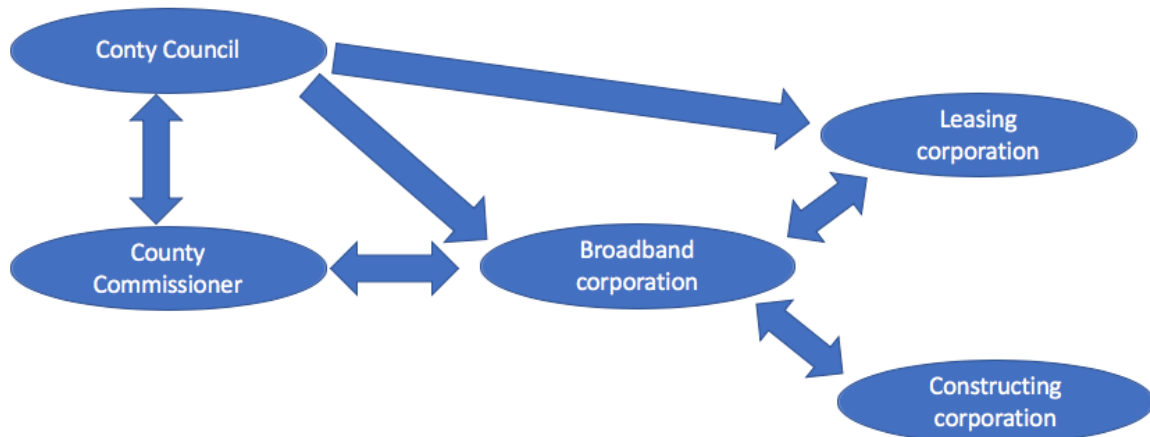 Conty Council
Leasing
corporation
County
Commissioner
Broadband
corporation
Constructing
corporation